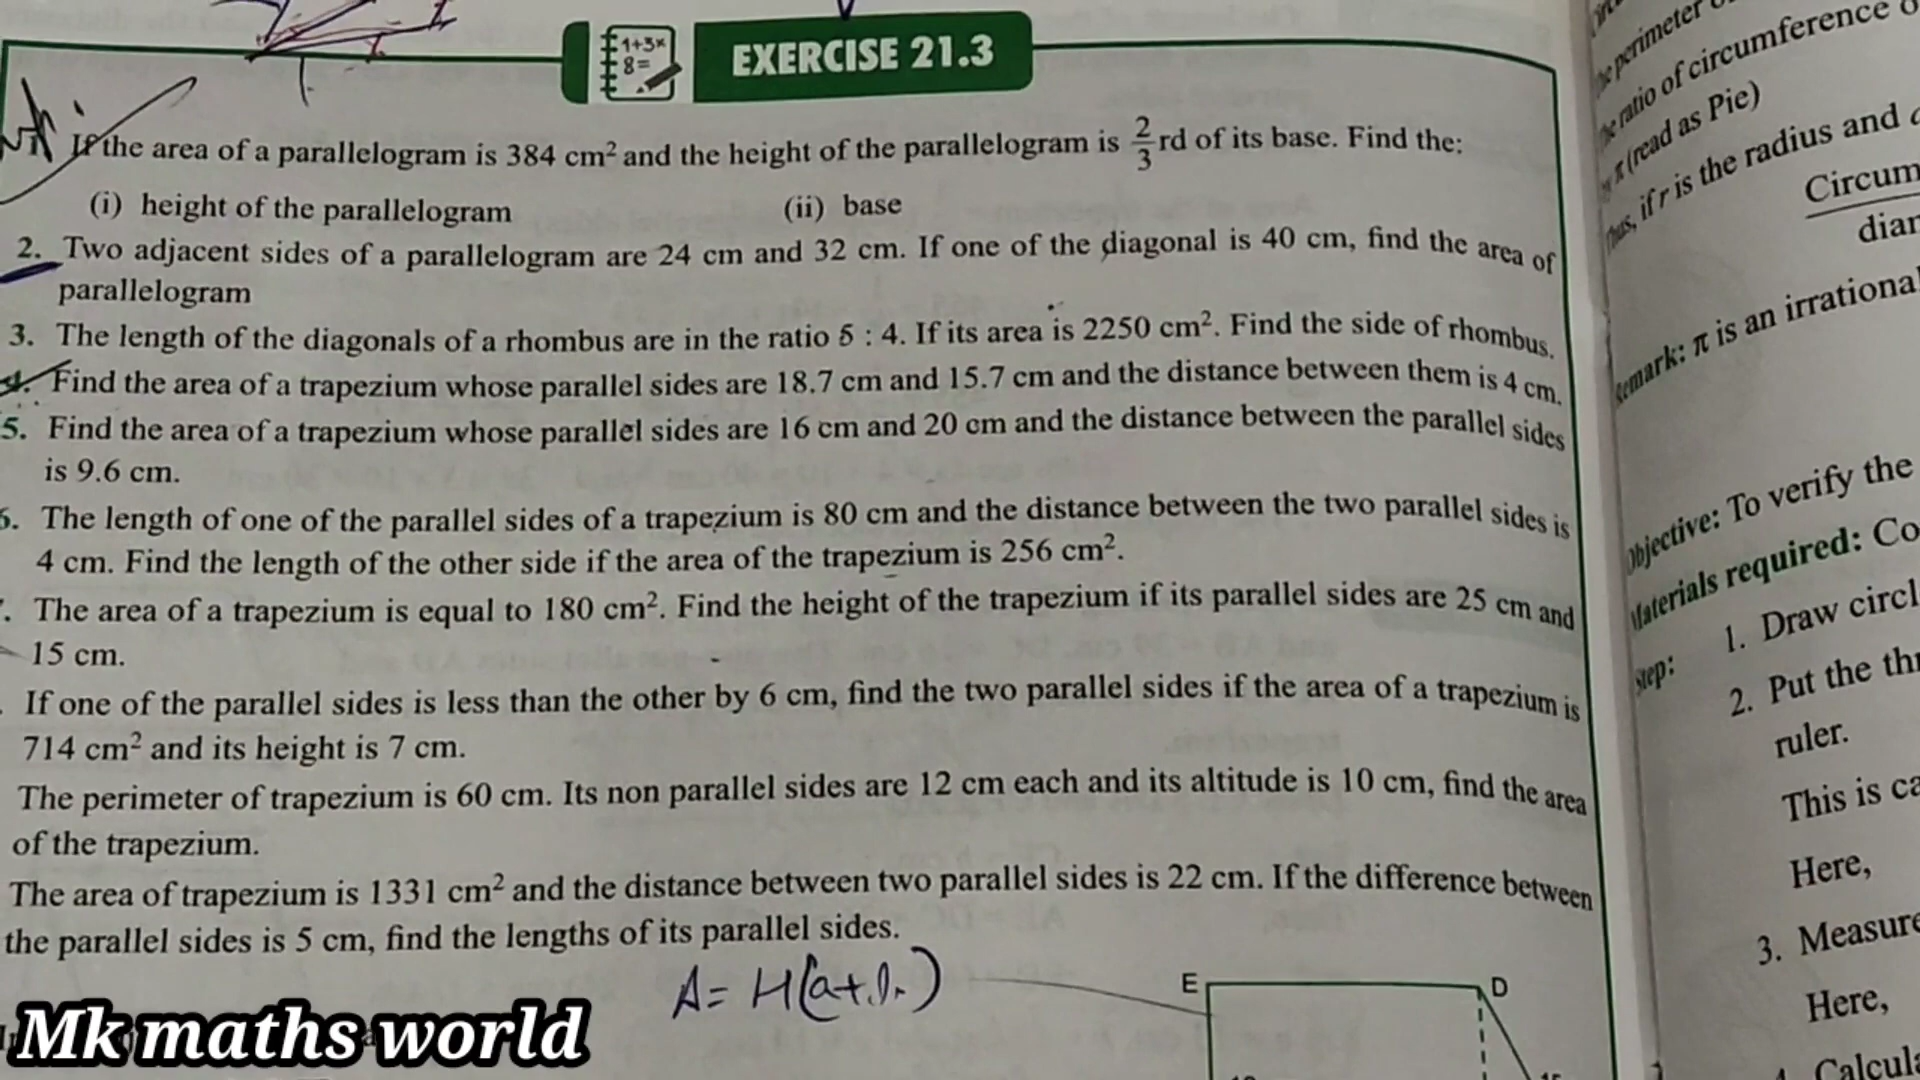 1+3×
8=
EXERCISE 21.3
If the area of a parallelogram is 384 cm² and the height of the parallelogram is 2/3 rd of its base. Find the:
(i) height of the parallelogram (ii) base
2. Two adjacent sides of a parallelogram are 24 cm and 32 cm. If one of the diagonal is 40 cm, find the area of
parallelogram
3. The length of the diagonals of a rhombus are in the ratio 5 : 4. If its area is 2250 cm². Find the side of rhombus.
4. Find the area of a trapezium whose parallel sides are 18.7 cm and 15.7 cm and the distance between them is 4 cm.
5. Find the area of a trapezium whose parallel sides are 16 cm and 20 cm and the distance between the parallel sides
is 9.6 cm.
6. The length of one of the parallel sides of a trapezium is 80 cm and the distance between the two parallel sides is
4 cm. Find the length of the other side if the area of the trapezium is 256 cm².
The area of a trapezium is equal to 180 cm². Find the height of the trapezium if its parallel sides are 25 cm and
15 cm.
If one of the parallel sides is less than the other by 6 cm, find the two parallel sides if the area of a trapezium is
714 cm² and its height is 7 cm.
The perimeter of trapezium is 60 cm. Its non parallel sides are 12 cm each and its altitude is 10 cm, find the area
of the trapezium.
The area of trapezium is 1331 cm² and the distance between two parallel sides is 22 cm. If the difference between
the parallel sides is 5 cm, find the lengths of its parallel sides.
A= H(a+
E D
Mk maths world
perimeter
ratio of circumference
π (read as Pie)
if r is the radius and
Circum
dian
π is an irrational
To verify the
required: Co
1. Draw circl
2. Put the thr
ruler.
This is ca
Here,
3. Measure
Here,
Calcula